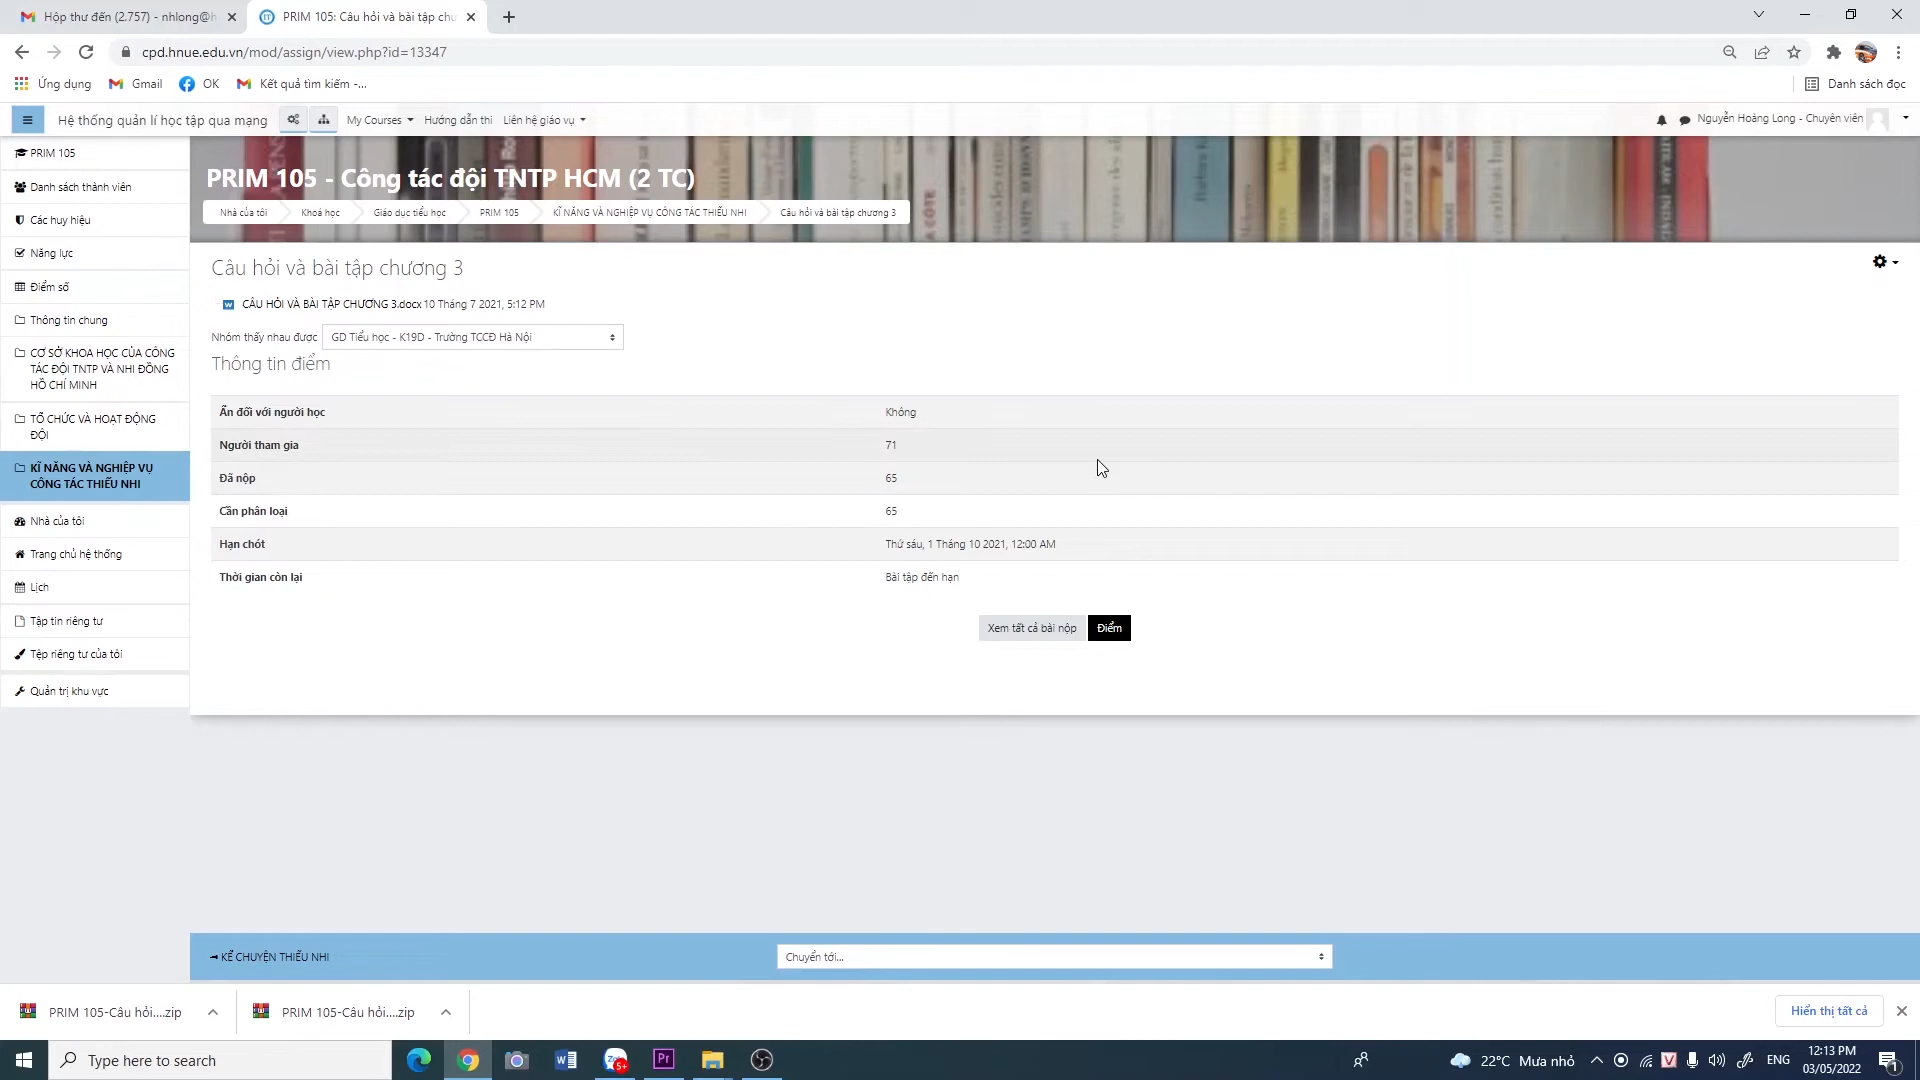 Hộp thư đến (2.757) - nhlong@h
PRIM 105: Câu hỏi và bài tập chư
cpd.hnue.edu.vn/mod/assign/view.php?id=13347
Ứng dụng
Gmail
OK
Kết quả tìm kiếm -...
Danh sách đọc
Hệ thống quản lí học tập qua mạng
My Courses
Hướng dẫn thi
Liên hệ giáo vụ
Nguyễn Hoàng Long - Chuyên viên
PRIM 105
Danh sách thành viên
Các huy hiệu
Năng lực
Điểm số
Thông tin chung
CƠ SỞ KHOA HỌC CỦA CÔNG
TÁC ĐỘI TNTP VÀ NHI ĐỒNG
HỒ CHÍ MINH
TỔ CHỨC VÀ HOẠT ĐỘNG
ĐỘI
KĨ NĂNG VÀ NGHIỆP VỤ
CÔNG TÁC THIẾU NHI
Nhà của tôi
Trang chủ hệ thống
Lịch
Tập tin riêng tư
Tệp riêng tư của tôi
Quản trị khu vực
PRIM 105 - Công tác đội TNTP HCM (2 TC)
Nhà của tôi
Khoá học
Giáo dục tiểu học
PRIM 105
KĨ NĂNG VÀ NGHIỆP VỤ CÔNG TÁC THIẾU NHI
Câu hỏi và bài tập chương 3
Câu hỏi và bài tập chương 3
CÂU HỎI VÀ BÀI TẬP CHƯƠNG 3.docx 10 Tháng 7 2021, 5:12 PM
Nhóm thấy nhau được
GD Tiểu học - K19D - Trường TCCĐ Hà Nội
Thông tin điểm
Ẩn đối với người học Không
Người tham gia 71
Đã nộp 65
Cần phân loại 65
Hạn chót Thứ sáu, 1 Tháng 10 2021, 12:00 AM
Thời gian còn lại Bài tập đến hạn
Xem tất cả bài nộp
Điểm
◄ KỂ CHUYỆN THIẾU NHI
Chuyển tới...
PRIM 105-Câu hỏi....zip
PRIM 105-Câu hỏi....zip
Hiển thị tất cả
Type here to search
5+
Pr
22°C Mưa nhỏ
V
ENG
12:13 PM
03/05/2022
1